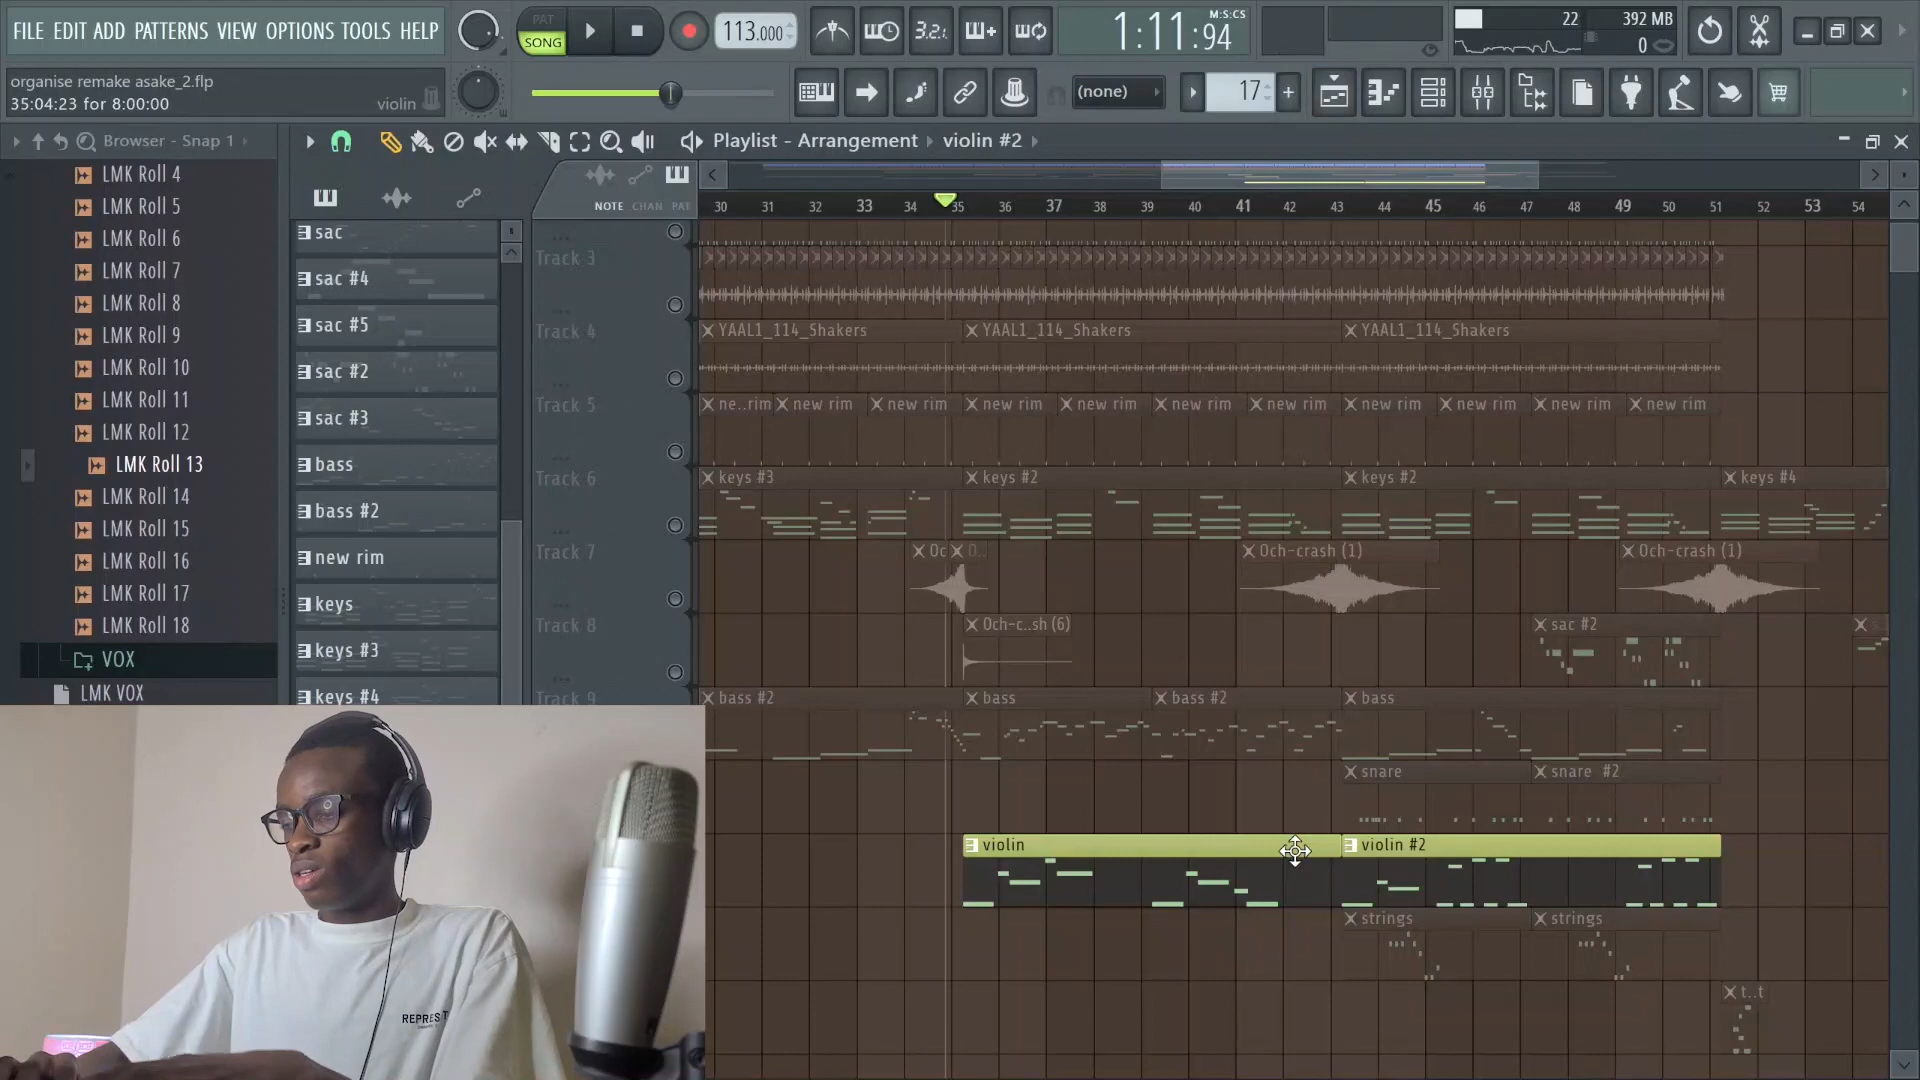 FILE EDIT ADD PATTERNS VIEW OPTIONS TOOLS HELP
PAT
SONG
113.000
3.2.
1:11:94
M:S:CS
22
392 MB
0
organise remake asake_2.flp
35:04:23 for 8:00:00
violin
(none)
17
Browser - Snap 1
Playlist - Arrangement
violin #2
NOTE CHAN PAT
30 31 32 33 34 35 36 37 38 39 40 41 42 43 44 45 46 47 48 49 50 51 52 53 54
LMK Roll 4
LMK Roll 5
LMK Roll 6
LMK Roll 7
LMK Roll 8
LMK Roll 9
LMK Roll 10
LMK Roll 11
LMK Roll 12
LMK Roll 13
LMK Roll 14
LMK Roll 15
LMK Roll 16
LMK Roll 17
LMK Roll 18
VOX
LMK VOX
sac
sac #4
sac #5
sac #2
sac #3
bass
bass #2
new rim
keys
keys #3
keys #4
Track 3
Track 4
YAAL1_114_Shakers
YAAL1_114_Shakers
YAAL1_114_Shakers
Track 5
ne..rim new rim new rim new rim new rim new rim new rim new rim new rim new rim new rim
Track 6
keys #3 keys #2 keys #2 keys #4
Track 7
Oc O.. Och-crash (1) Och-crash (1)
Track 8
Och-c..sh (6) sac #2
Track 9
bass #2 bass bass #2 bass
snare snare #2
violin violin #2
strings strings
t..t
REPRES